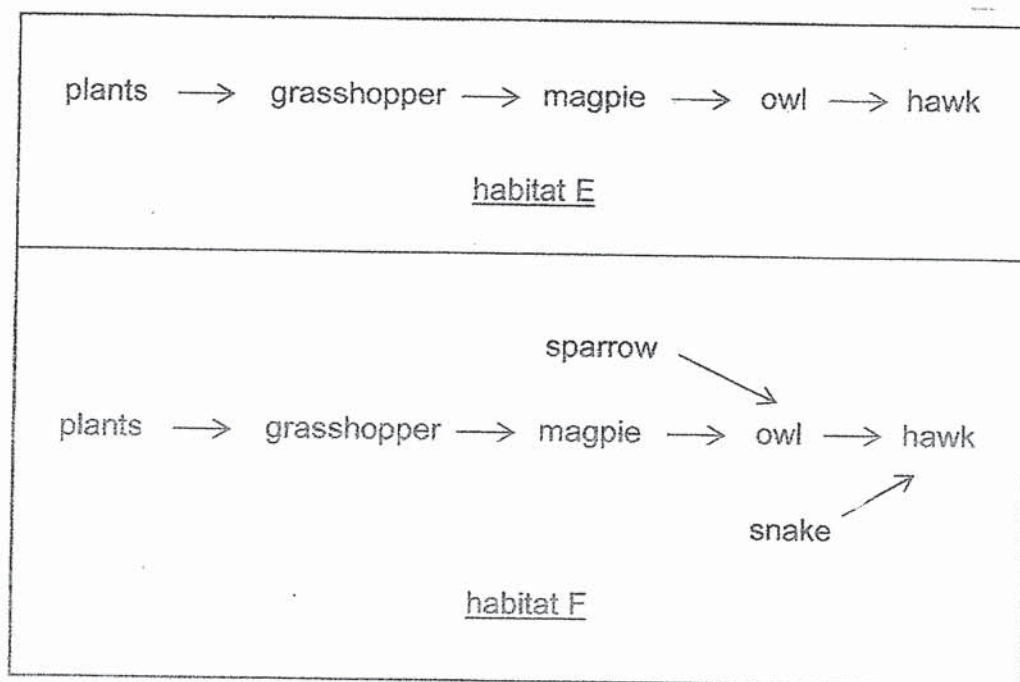 plants → grasshopper → magpie → owl → hawk
habitat E
sparrow
plants → grasshopper → magpie → owl → hawk
snake
habitat F